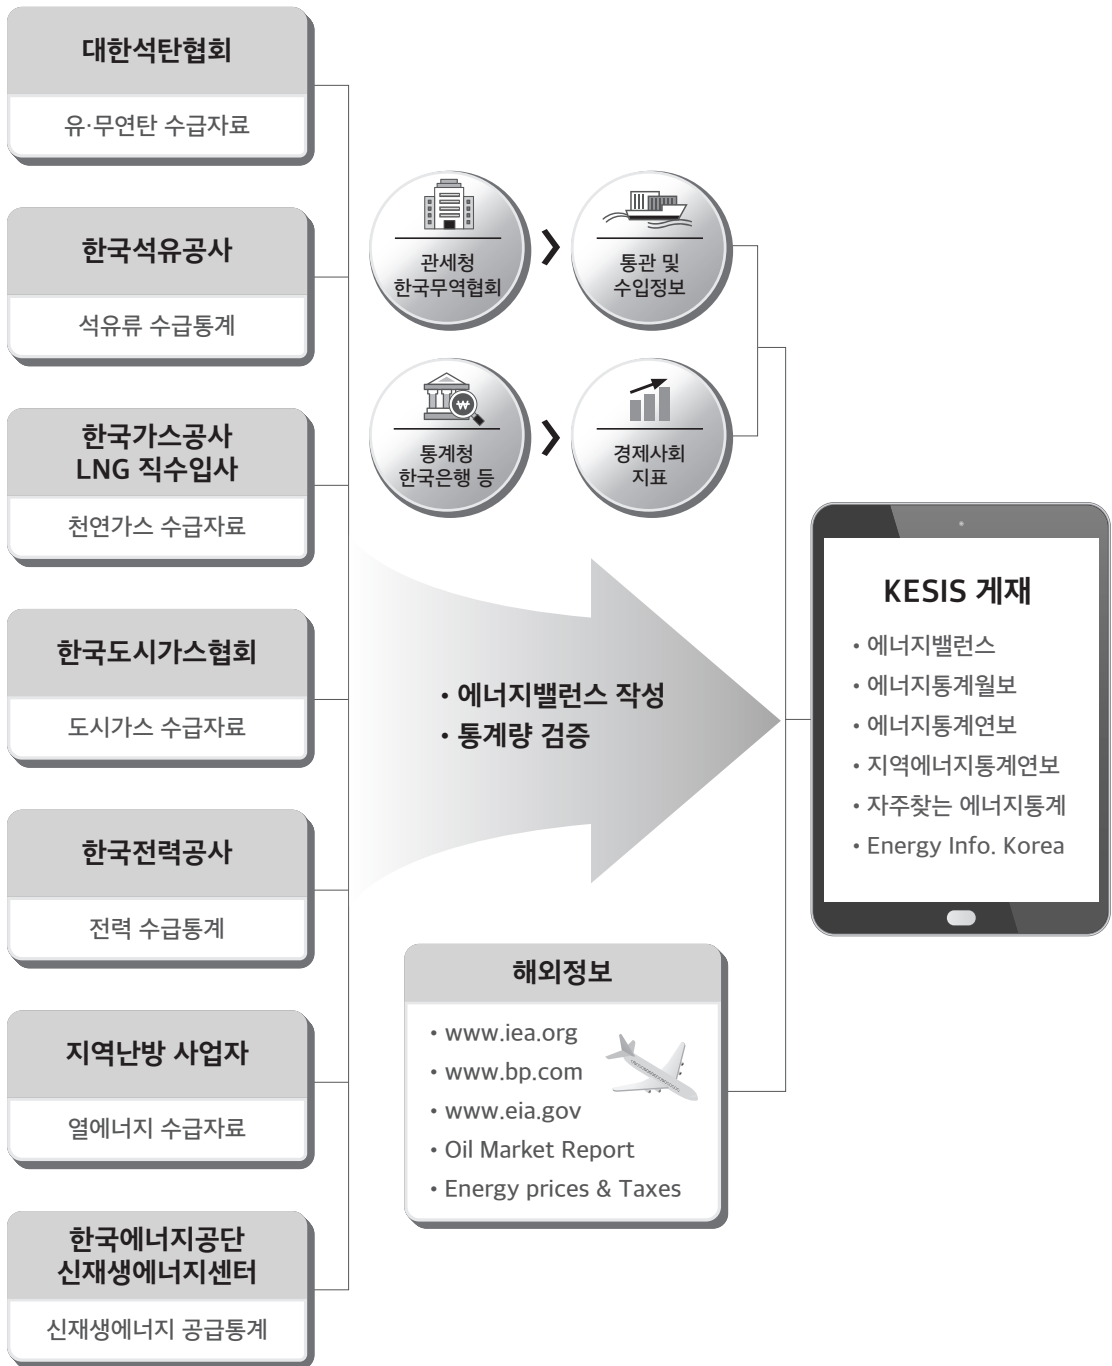 대한석탄협회
유·무연탄 수급자료
한국석유공사
석유류 수급통계
한국가스공사
LNG 직수입사
천연가스 수급자료
한국도시가스협회
도시가스 수급자료
한국전력공사
전력 수급통계
지역난방 사업자
열에너지 수급자료
한국에너지공단
신재생에너지센터
신재생에너지 공급통계
관세청
한국무역협회
통관 및
수입정보
통계청
한국은행 등
경제사회
지표
• 에너지밸런스 작성
• 통계량 검증
해외정보
• www.iea.org
• www.bp.com
• www.eia.gov
• Oil Market Report
• Energy prices & Taxes
KESIS 게재
• 에너지밸런스
• 에너지통계월보
• 에너지통계연보
• 지역에너지통계연보
• 자주찾는 에너지통계
• Energy Info. Korea